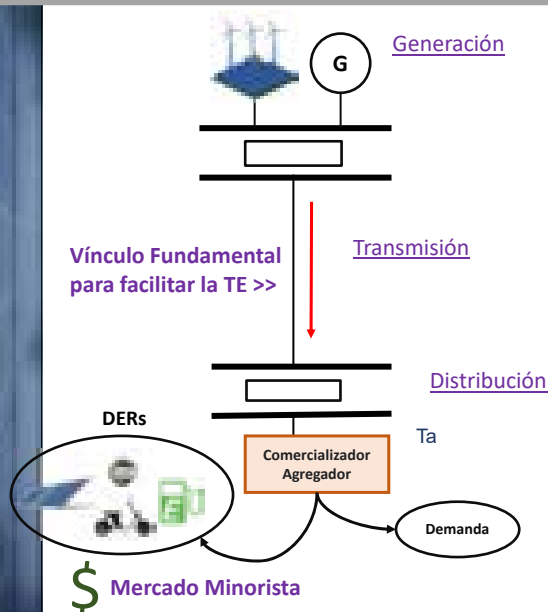 Generación
G
Vínculo Fundamental
para facilitar la TE >>
Transmisión
Distribución
DERs
Ta
Comercializador
Agregador
Demanda
$ Mercado Minorista